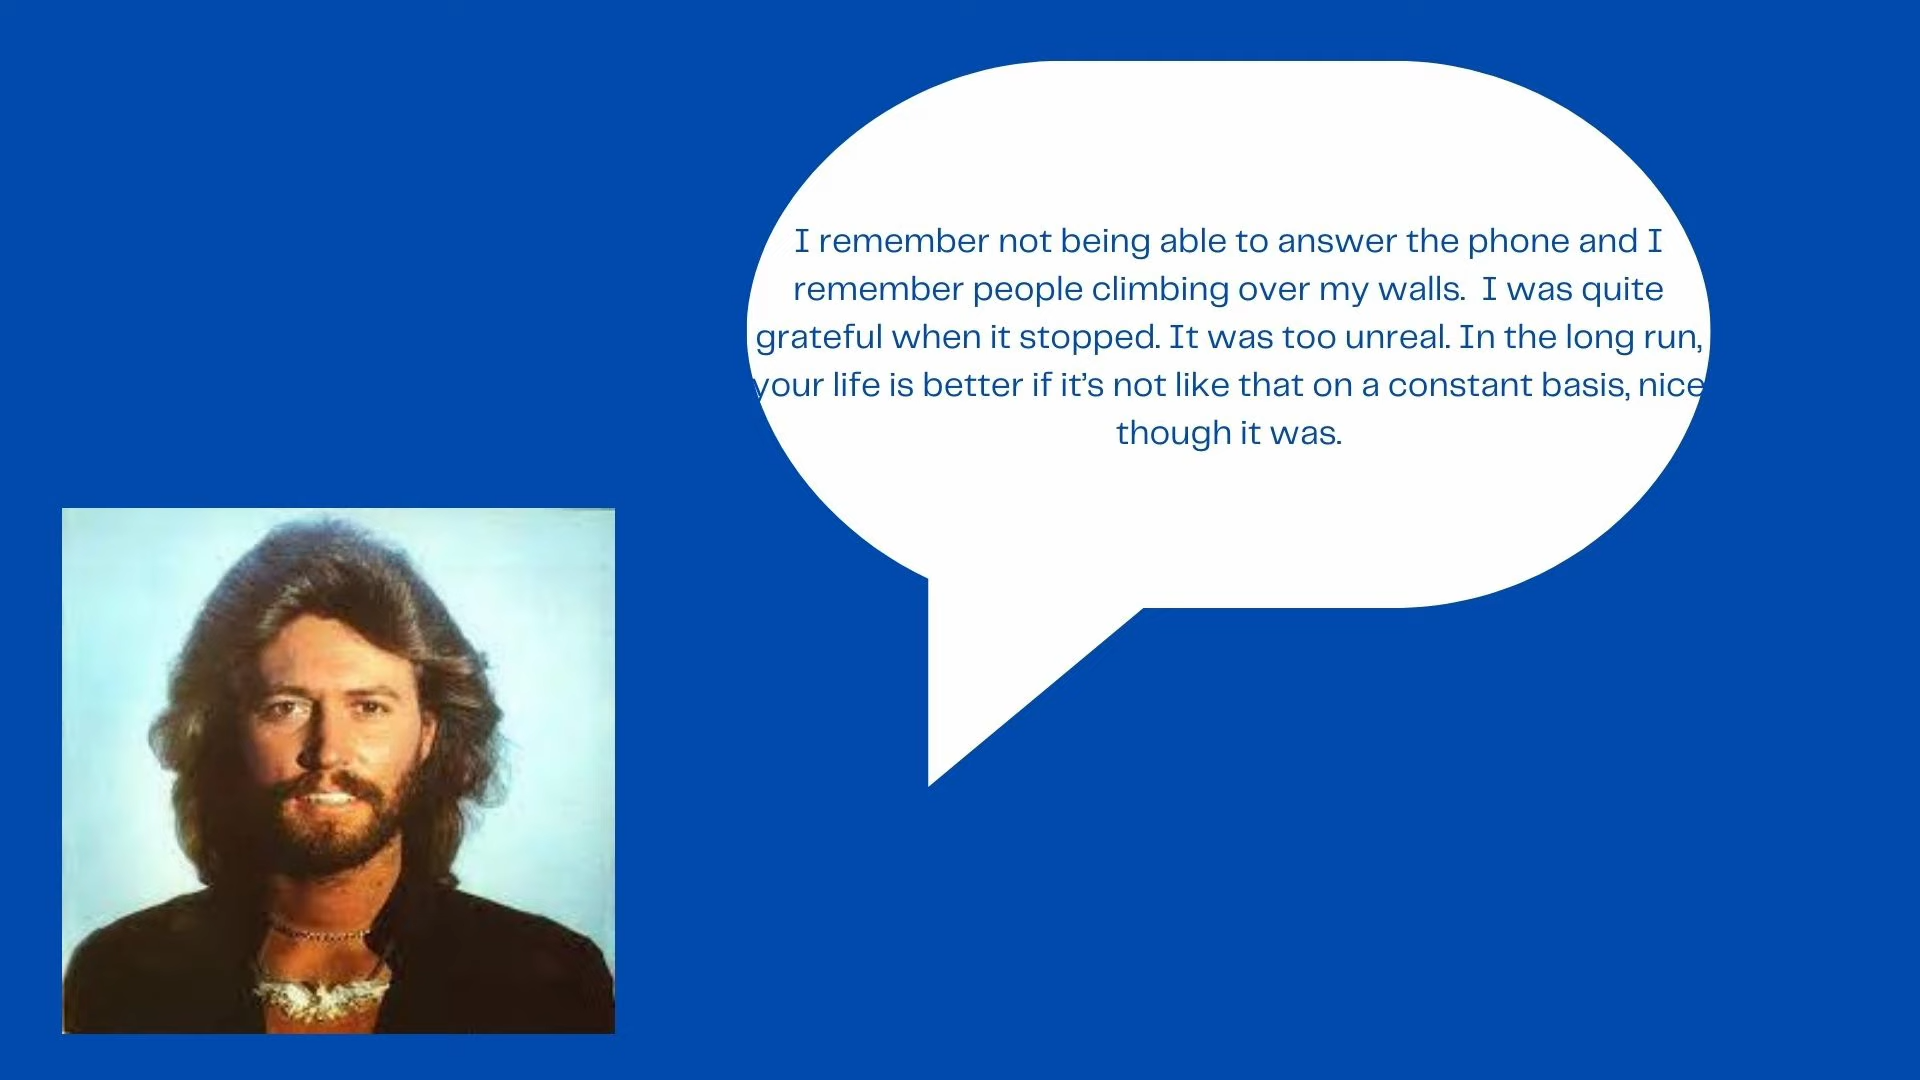 I remember not being able to answer the phone and I
remember people climbing over my walls.  I was quite
grateful when it stopped. It was too unreal. In the long run,
your life is better if it’s not like that on a constant basis, nice
though it was.